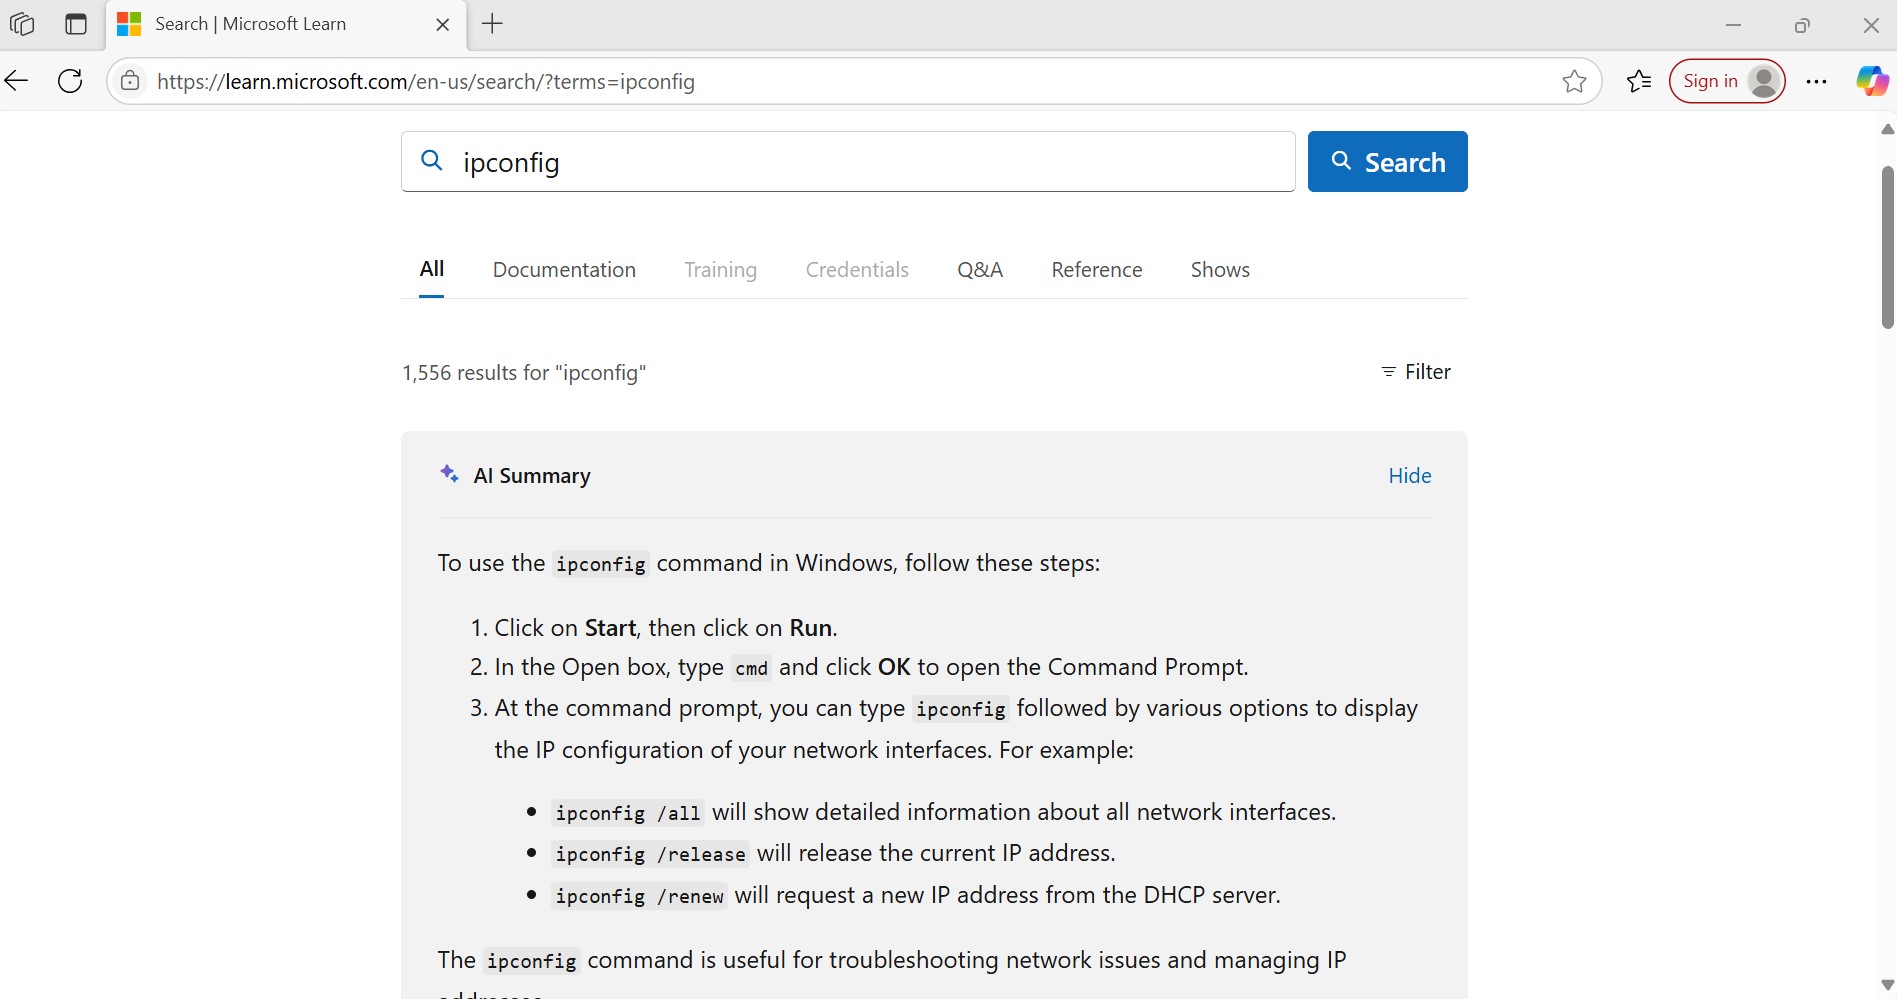 Search | Microsoft Learn
https://learn.microsoft.com/en-us/search/?terms=ipconfig
Sign in
ipconfig
Search
All Documentation Training Credentials Q&A Reference Shows
1,556 results for "ipconfig"
Filter
AI Summary
Hide
To use the ipconfig command in Windows, follow these steps:
1. Click on Start, then click on Run.
2. In the Open box, type cmd and click OK to open the Command Prompt.
3. At the command prompt, you can type ipconfig followed by various options to display
the IP configuration of your network interfaces. For example:
• ipconfig /all will show detailed information about all network interfaces.
• ipconfig /release will release the current IP address.
• ipconfig /renew will request a new IP address from the DHCP server.
The ipconfig command is useful for troubleshooting network issues and managing IP